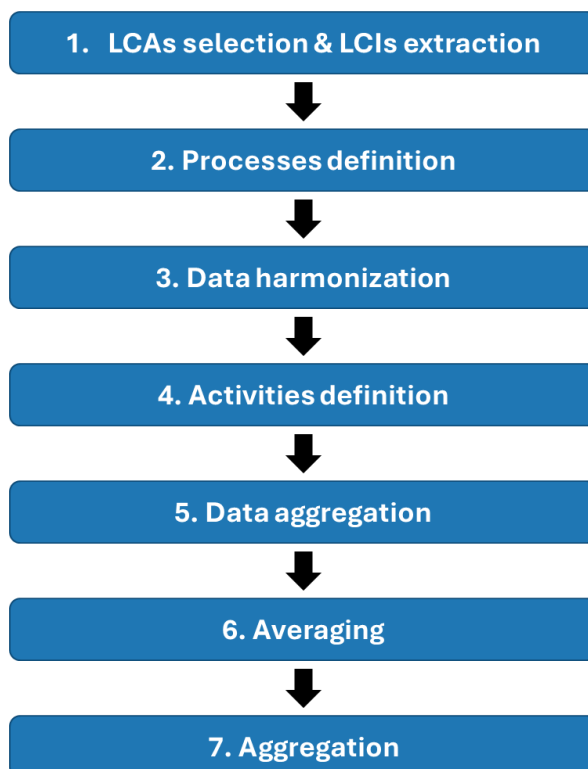 1. LCAs selection & LCIs extraction
2. Processes definition
3. Data harmonization
4. Activities definition
5. Data aggregation
6. Averaging
7. Aggregation